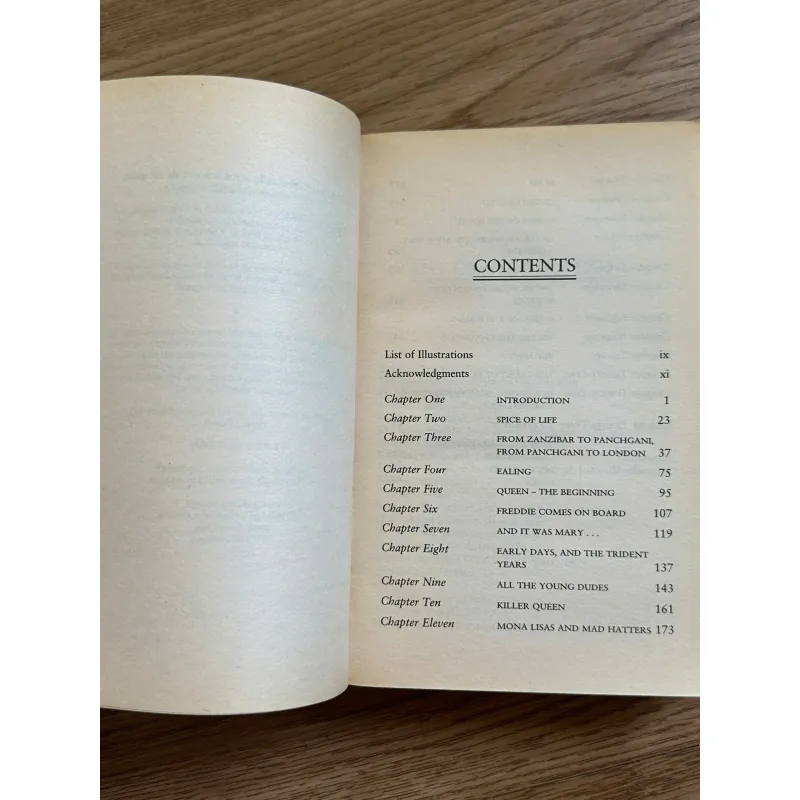 CONTENTS
List of Illustrations ix
Acknowledgments xi
Chapter One INTRODUCTION 1
Chapter Two SPICE OF LIFE 23
Chapter Three FROM ZANZIBAR TO PANCHGANI,
FROM PANCHGANI TO LONDON 37
Chapter Four EALING 75
Chapter Five QUEEN – THE BEGINNING 95
Chapter Six FREDDIE COMES ON BOARD 107
Chapter Seven AND IT WAS MARY . . . 119
Chapter Eight EARLY DAYS, AND THE TRIDENT
YEARS 137
Chapter Nine ALL THE YOUNG DUDES 143
Chapter Ten KILLER QUEEN 161
Chapter Eleven MONA LISAS AND MAD HATTERS 173